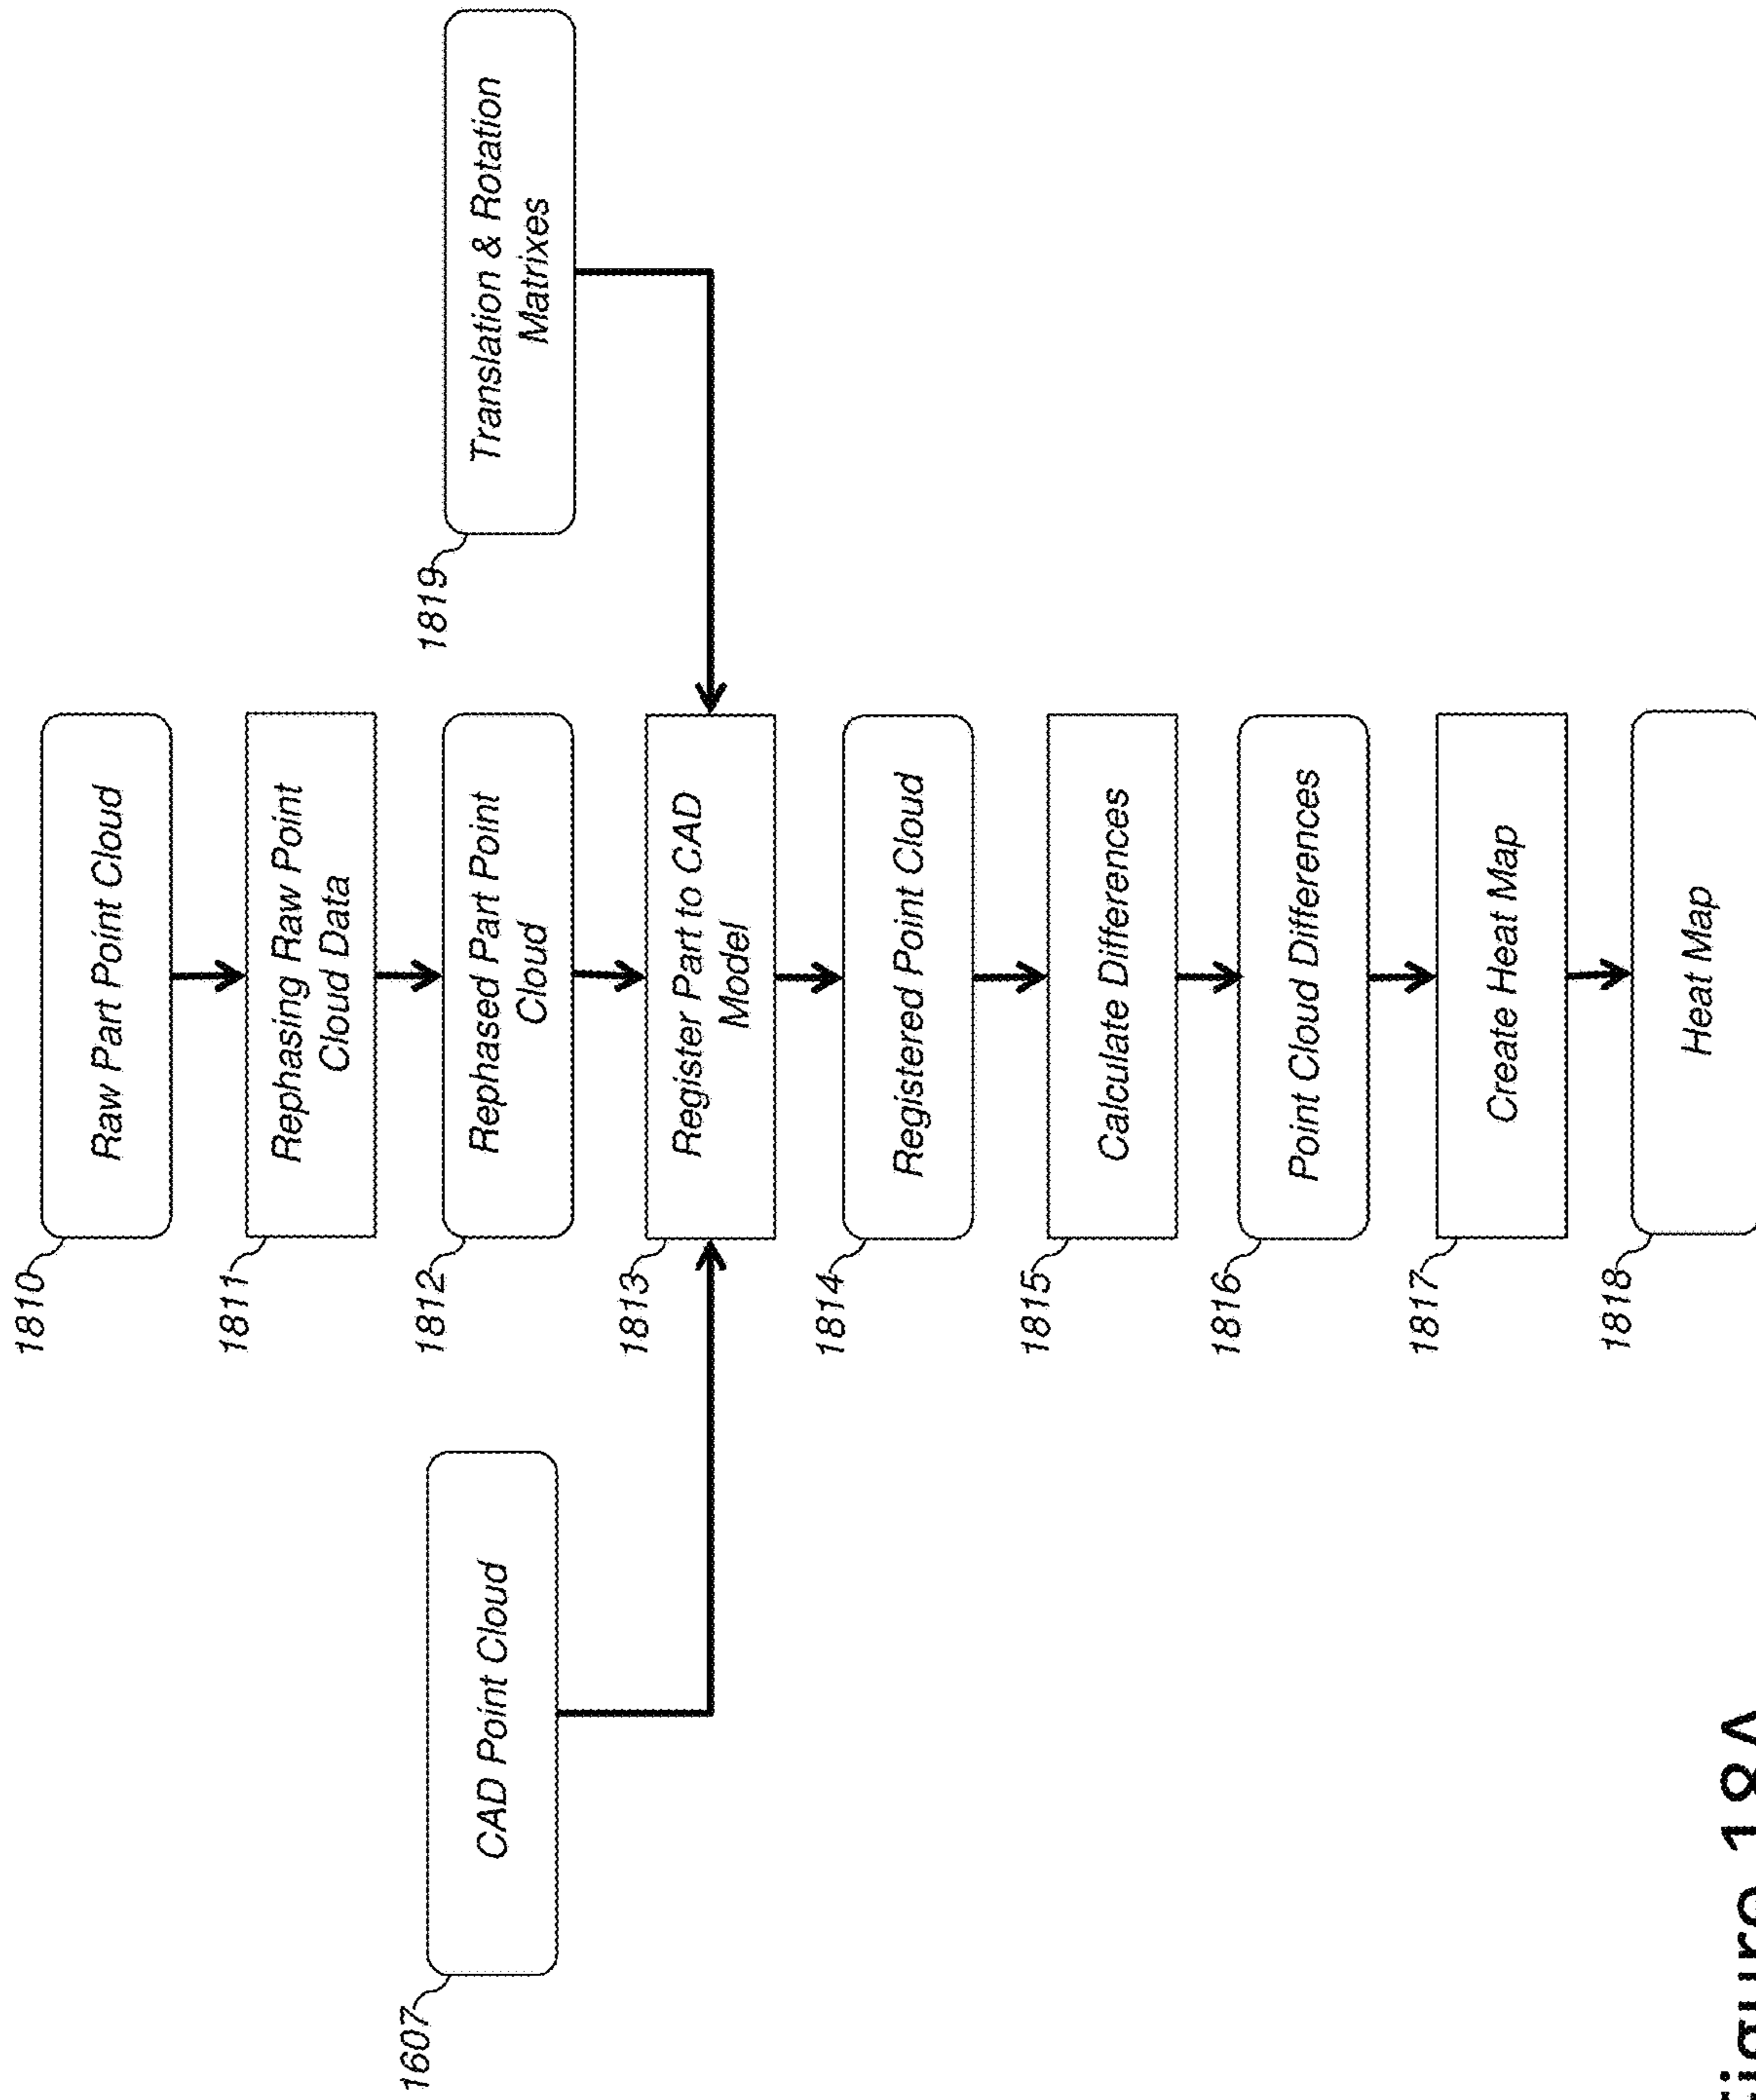 1810
Raw Part Point Cloud
1811
Rephasing Raw Point
Cloud Data
1607
CAD Point Cloud
1812
Rephased Part Point
Cloud
1819
Translation & Rotation
Matrixes
1813
Register Part to CAD
Model
1814
Registered Point Cloud
1815
Calculate Differences
1816
Point Cloud Differences
1817
Create Heat Map
1818
Heat Map
Figure 18A